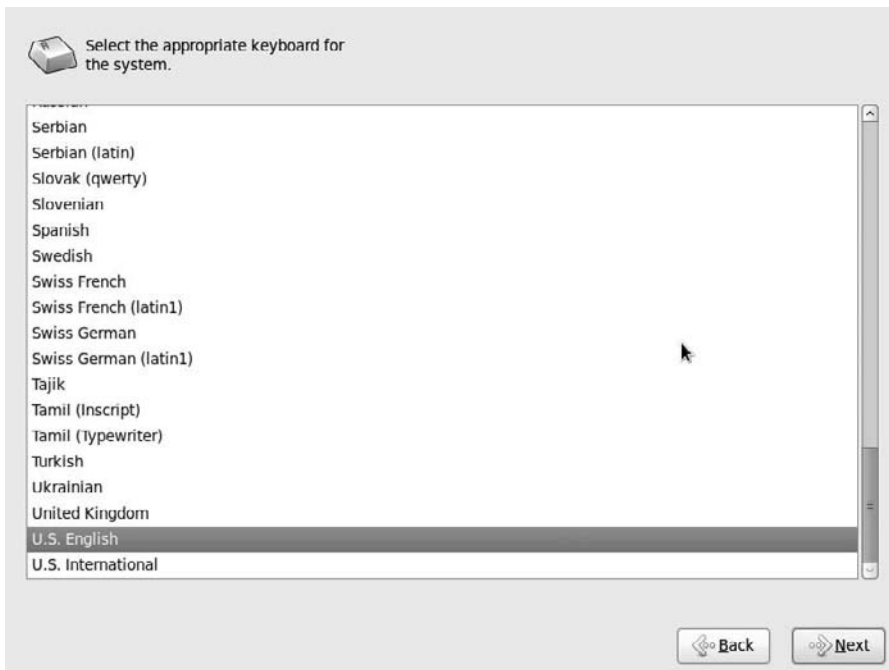 Select the appropriate keyboard for
the system.
Russian
Serbian
Serbian (latin)
Slovak (qwerty)
Slovenian
Spanish
Swedish
Swiss French
Swiss French (latin1)
Swiss German
Swiss German (latin1)
Tajik
Tamil (Inscript)
Tamil (Typewriter)
Turkish
Ukrainian
United Kingdom
U.S. English
U.S. International
Back
Next